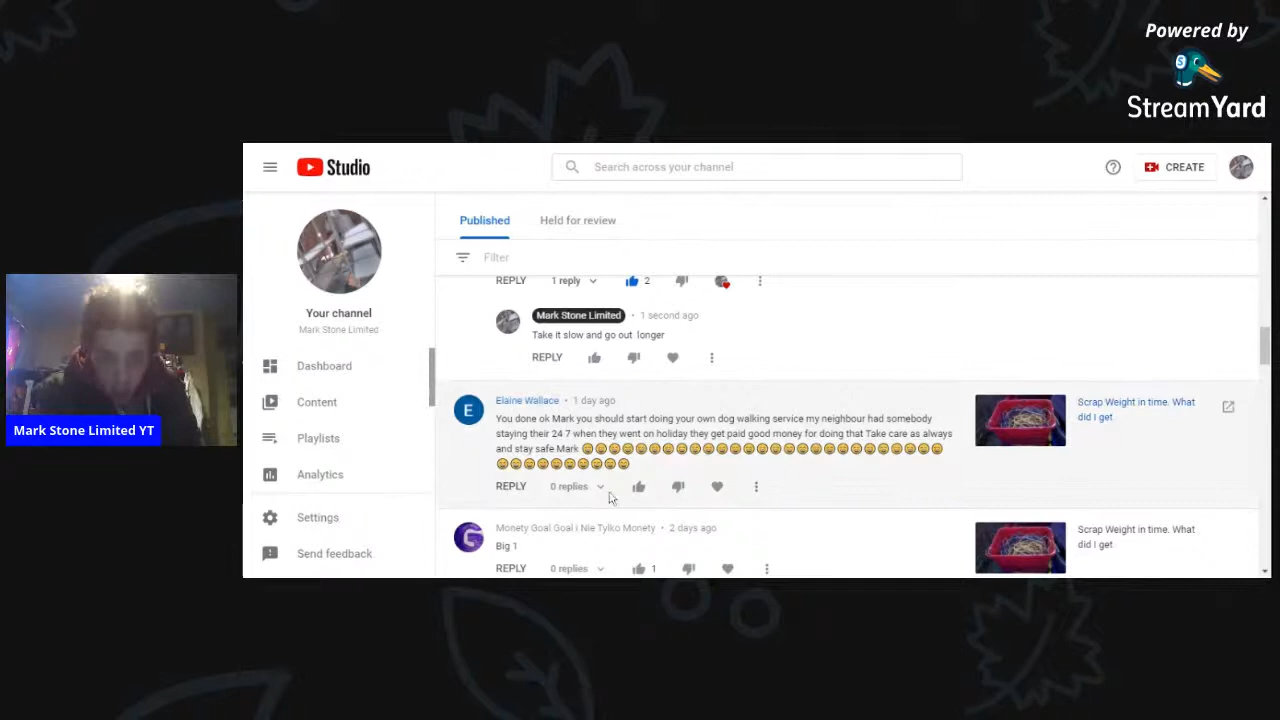 Powered by
StreamYard
Studio
Search across your channel
CREATE
Published
Held for review
Filter
Your channel
Mark Stone Limited
Dashboard
Content
Playlists
Analytics
Settings
Send feedback
REPLY 1 reply 2
Mark Stone Limited • 1 second ago
Take it slow and go out longer
REPLY
E
Elaine Wallace • 1 day ago
You done ok Mark you should start doing your own dog walking service my neighbour had somebody
staying their 24 7 when they went on holiday they get paid good money for doing that Take care as always
and stay safe Mark 😄😄😄😄😄😄😄😄😄😄😄😄😄😄😄😄😄😄😄😄😄😄😄😄😄😄😄
😄😄😄😄😄😄😄😄😄😄
REPLY 0 replies
Scrap Weight in time. What
did I get
Monety Goal Goal i Nie Tylko Monety • 2 days ago
Big 1
REPLY 0 replies 1
Scrap Weight in time. What
did I get
Mark Stone Limited YT